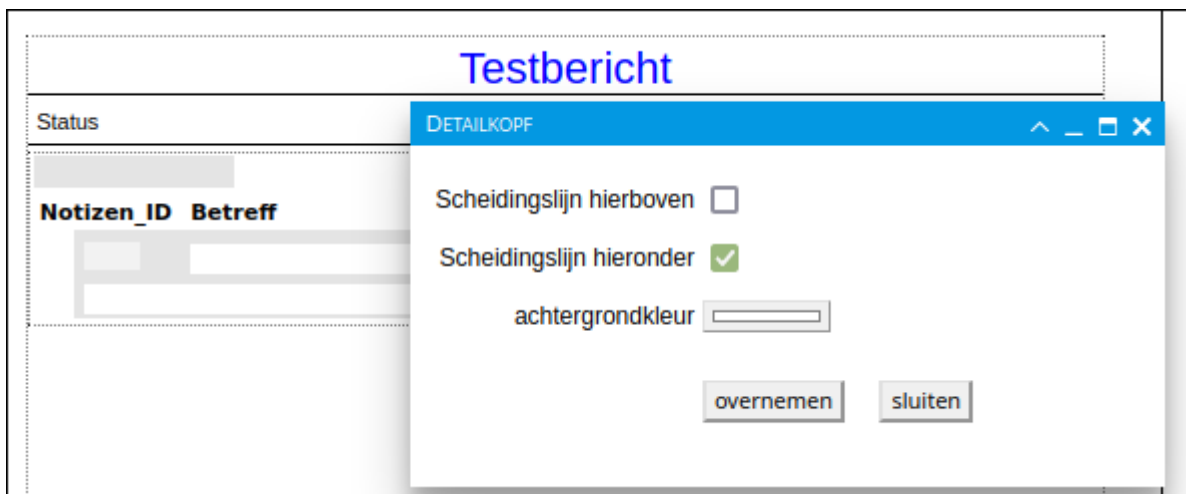 Testbericht
Status
DETAILKOPF
Scheidingslijn hierboven
Notizen_ID Betreff
Scheidingslijn hieronder
achtergrondkleur
overnemen sluiten